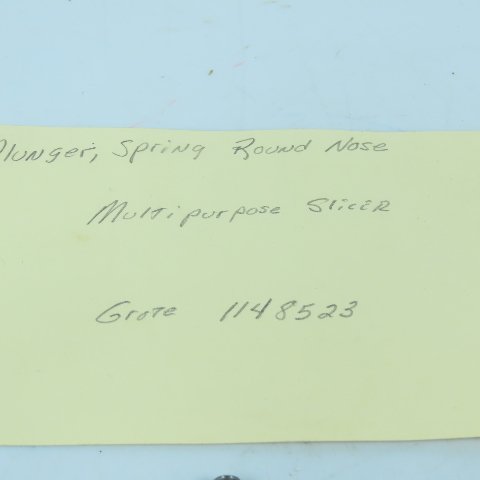 Plunger, Spring Round Nose
Multipurpose Slicer
Grote 1148523